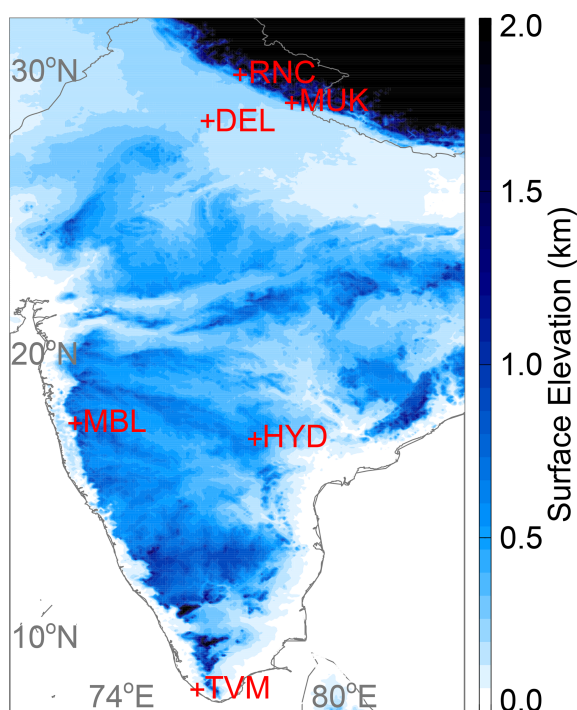 2.0
30°N
+RNC
+MUK
+DEL
1.5
20°N
1.0
+MBL
+HYD
0.5
10°N
+TVM
74°E
80°E
0.0
Surface Elevation (km)